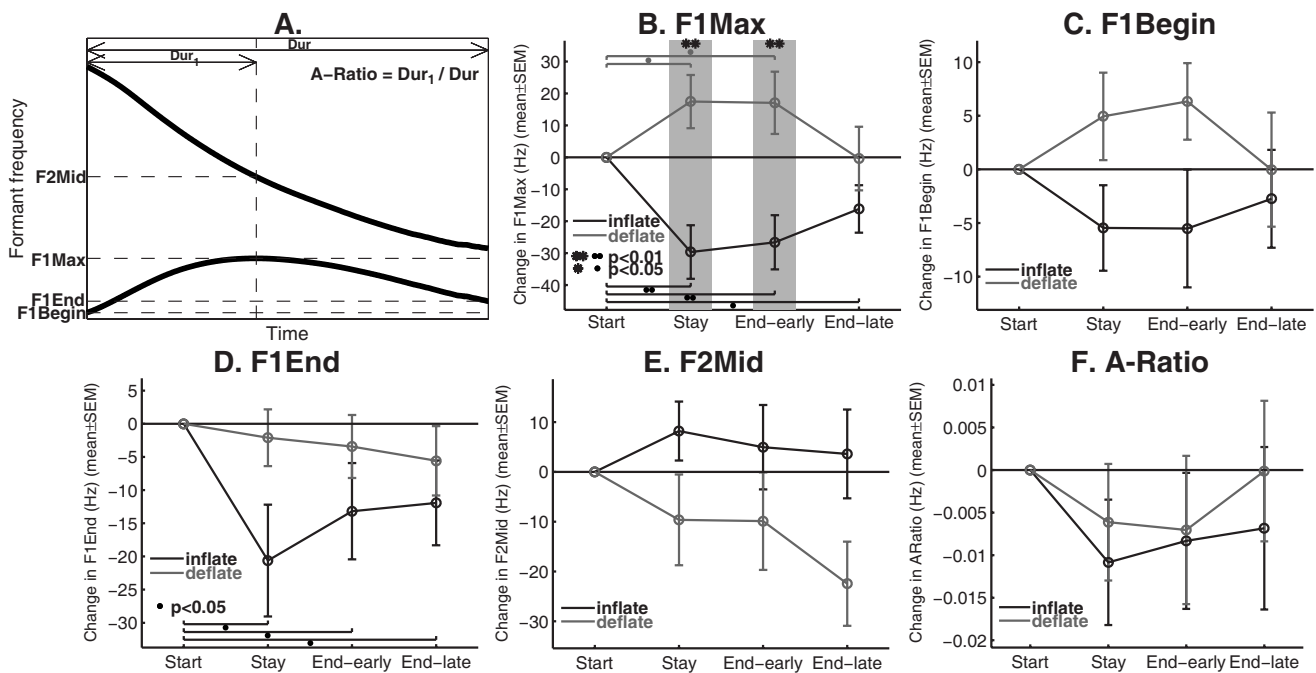 A.
Dur
Dur1
A−Ratio = Dur1 / Dur
Formant frequency
F2Mid
F1Max
F1End
F1Begin
Time
B. F1Max
Change in F1Max (Hz) (mean±SEM)
30
20
10
0
−10
−20
−30
−40
** **
inflate
deflate
** •• p<0.01
* • p<0.05
Start Stay End−early End−late
C. F1Begin
Change in F1Begin (Hz) (mean±SEM)
10
5
0
−5
−10
inflate
deflate
Start Stay End−early End−late
D. F1End
Change in F1End (Hz) (mean±SEM)
5
0
−5
−10
−15
−20
−25
−30
inflate
deflate
• p<0.05
Start Stay End−early End−late
E. F2Mid
Change in F2Mid (Hz) (mean±SEM)
10
0
−10
−20
−30
inflate
deflate
Start Stay End−early End−late
F. A-Ratio
Change in ARatio (Hz) (mean±SEM)
0.01
0.005
0
−0.005
−0.01
−0.015
−0.02
inflate
deflate
Start Stay End−early End−late